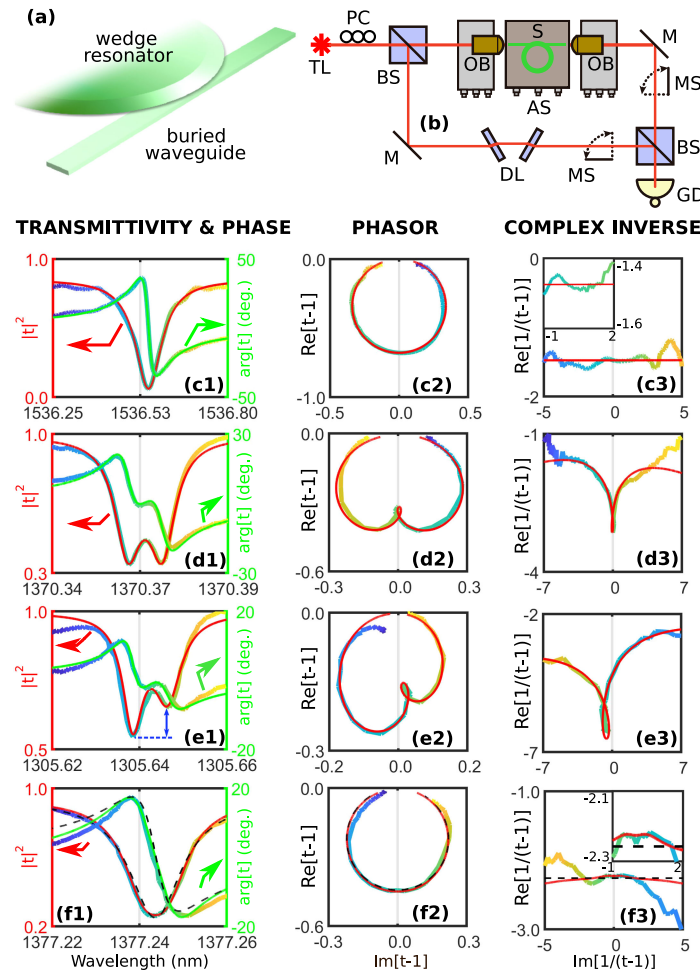 (a)
wedge
resonator
buried
waveguide
(b)
PC
TL
BS
OB
S
OB
AS
M
MS
M
DL
MS
BS
GD
TRANSMITTIVITY & PHASE
PHASOR
COMPLEX INVERSE
1.0
|t|²
0.0
50
arg[t] (deg.)
-50
(c1)
1536.25
1536.53
1536.80
0.0
Re[t-1]
-1.0
(c2)
-0.5
0.0
0.5
0
Re[1/(t-1)]
-2
-1.4
-1.6
-1
2
(c3)
-5
0
5
1.0
|t|²
0.3
30
arg[t] (deg.)
-30
(d1)
1370.34
1370.37
1370.39
0.0
Re[t-1]
-0.6
(d2)
-0.3
0.0
0.3
-1
Re[1/(t-1)]
-4
(d3)
-7
0
7
1.0
|t|²
0.5
20
arg[t] (deg.)
-20
(e1)
1305.62
1305.64
1305.66
0.0
Re[t-1]
-0.3
(e2)
-0.2
0.0
0.2
-2
Re[1/(t-1)]
-7
(e3)
-7
0
7
1.0
|t|²
0.2
20
arg[t] (deg.)
-20
(f1)
1377.22
1377.24
1377.26
Wavelength (nm)
0.0
Re[t-1]
-0.6
(f2)
-0.3
0.0
0.3
Im[t-1]
-1.0
Re[1/(t-1)]
-3.0
-2.1
-2.3
-1
2
(f3)
-5
0
5
Im[1/(t-1)]